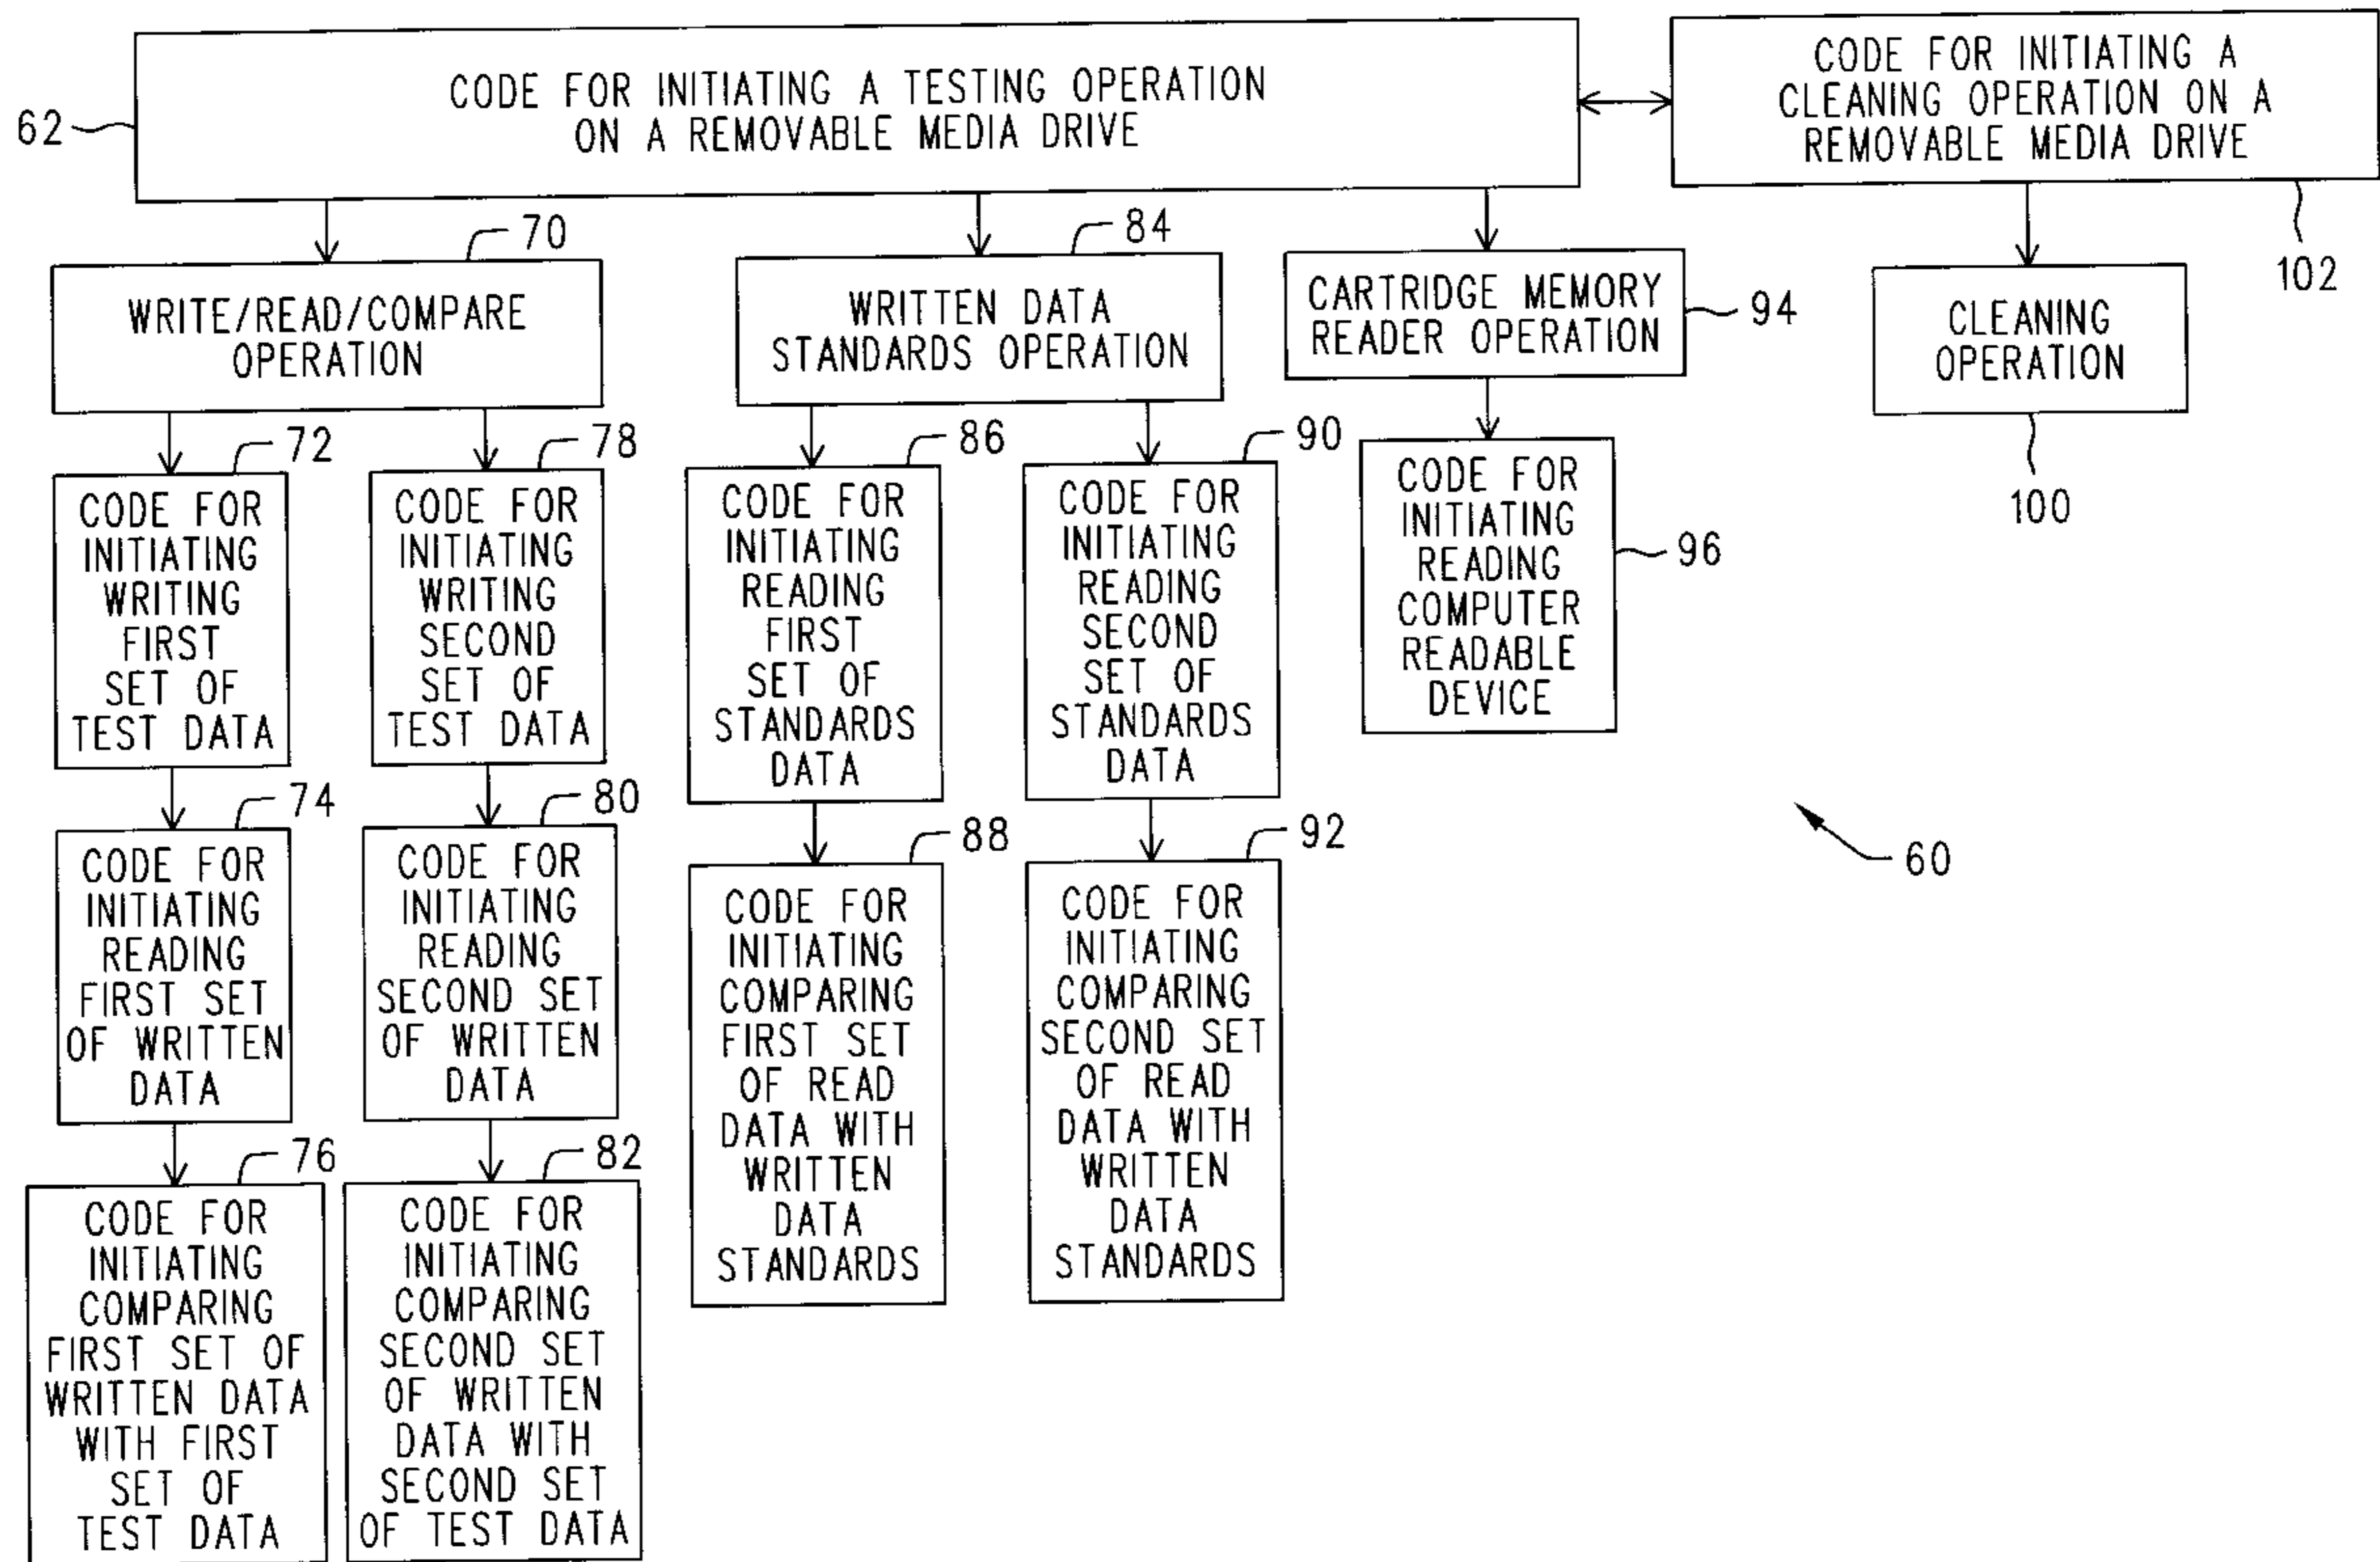 CODE FOR INITIATING A TESTING OPERATION
ON A REMOVABLE MEDIA DRIVE
62
CODE FOR INITIATING A
CLEANING OPERATION ON A
REMOVABLE MEDIA DRIVE
102
70
WRITE/READ/COMPARE
OPERATION
84
WRITTEN DATA
STANDARDS OPERATION
CARTRIDGE MEMORY
READER OPERATION
94
CLEANING
OPERATION
100
72
CODE FOR
INITIATING
WRITING
FIRST
SET OF
TEST DATA
78
CODE FOR
INITIATING
WRITING
SECOND
SET OF
TEST DATA
86
CODE FOR
INITIATING
READING
FIRST
SET OF
STANDARDS
DATA
90
CODE FOR
INITIATING
READING
SECOND
SET OF
STANDARDS
DATA
CODE FOR
INITIATING
READING
COMPUTER
READABLE
DEVICE
96
74
CODE FOR
INITIATING
READING
FIRST SET
OF WRITTEN
DATA
80
CODE FOR
INITIATING
READING
SECOND SET
OF WRITTEN
DATA
88
CODE FOR
INITIATING
COMPARING
FIRST SET
OF READ
DATA WITH
WRITTEN
DATA
STANDARDS
92
CODE FOR
INITIATING
COMPARING
SECOND SET
OF READ
DATA WITH
WRITTEN
DATA
STANDARDS
60
76
CODE FOR
INITIATING
COMPARING
FIRST SET OF
WRITTEN DATA
WITH FIRST
SET OF
TEST DATA
82
CODE FOR
INITIATING
COMPARING
SECOND SET
OF WRITTEN
DATA WITH
SECOND SET
OF TEST DATA